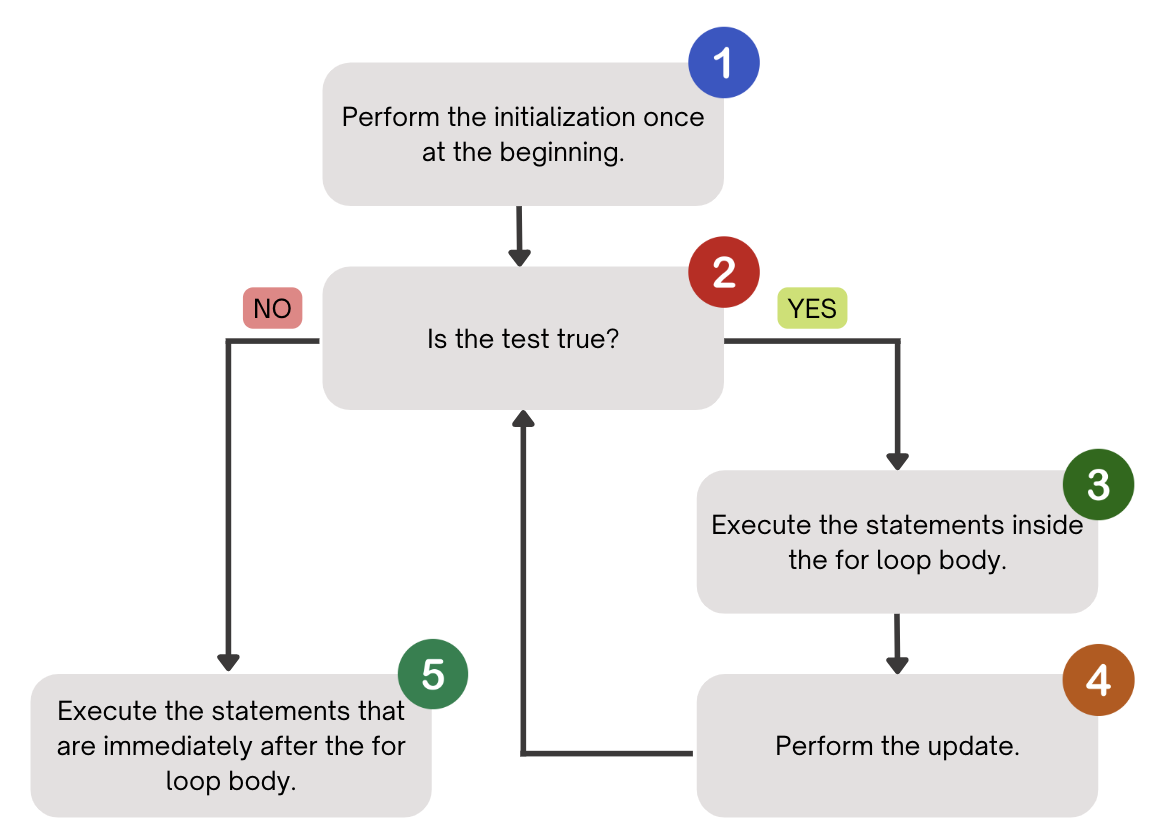 1
Perform the initialization once
at the beginning.
2
NO
YES
Is the test true?
3
Execute the statements inside
the for loop body.
5
4
Execute the statements that
are immediately after the for
loop body.
Perform the update.